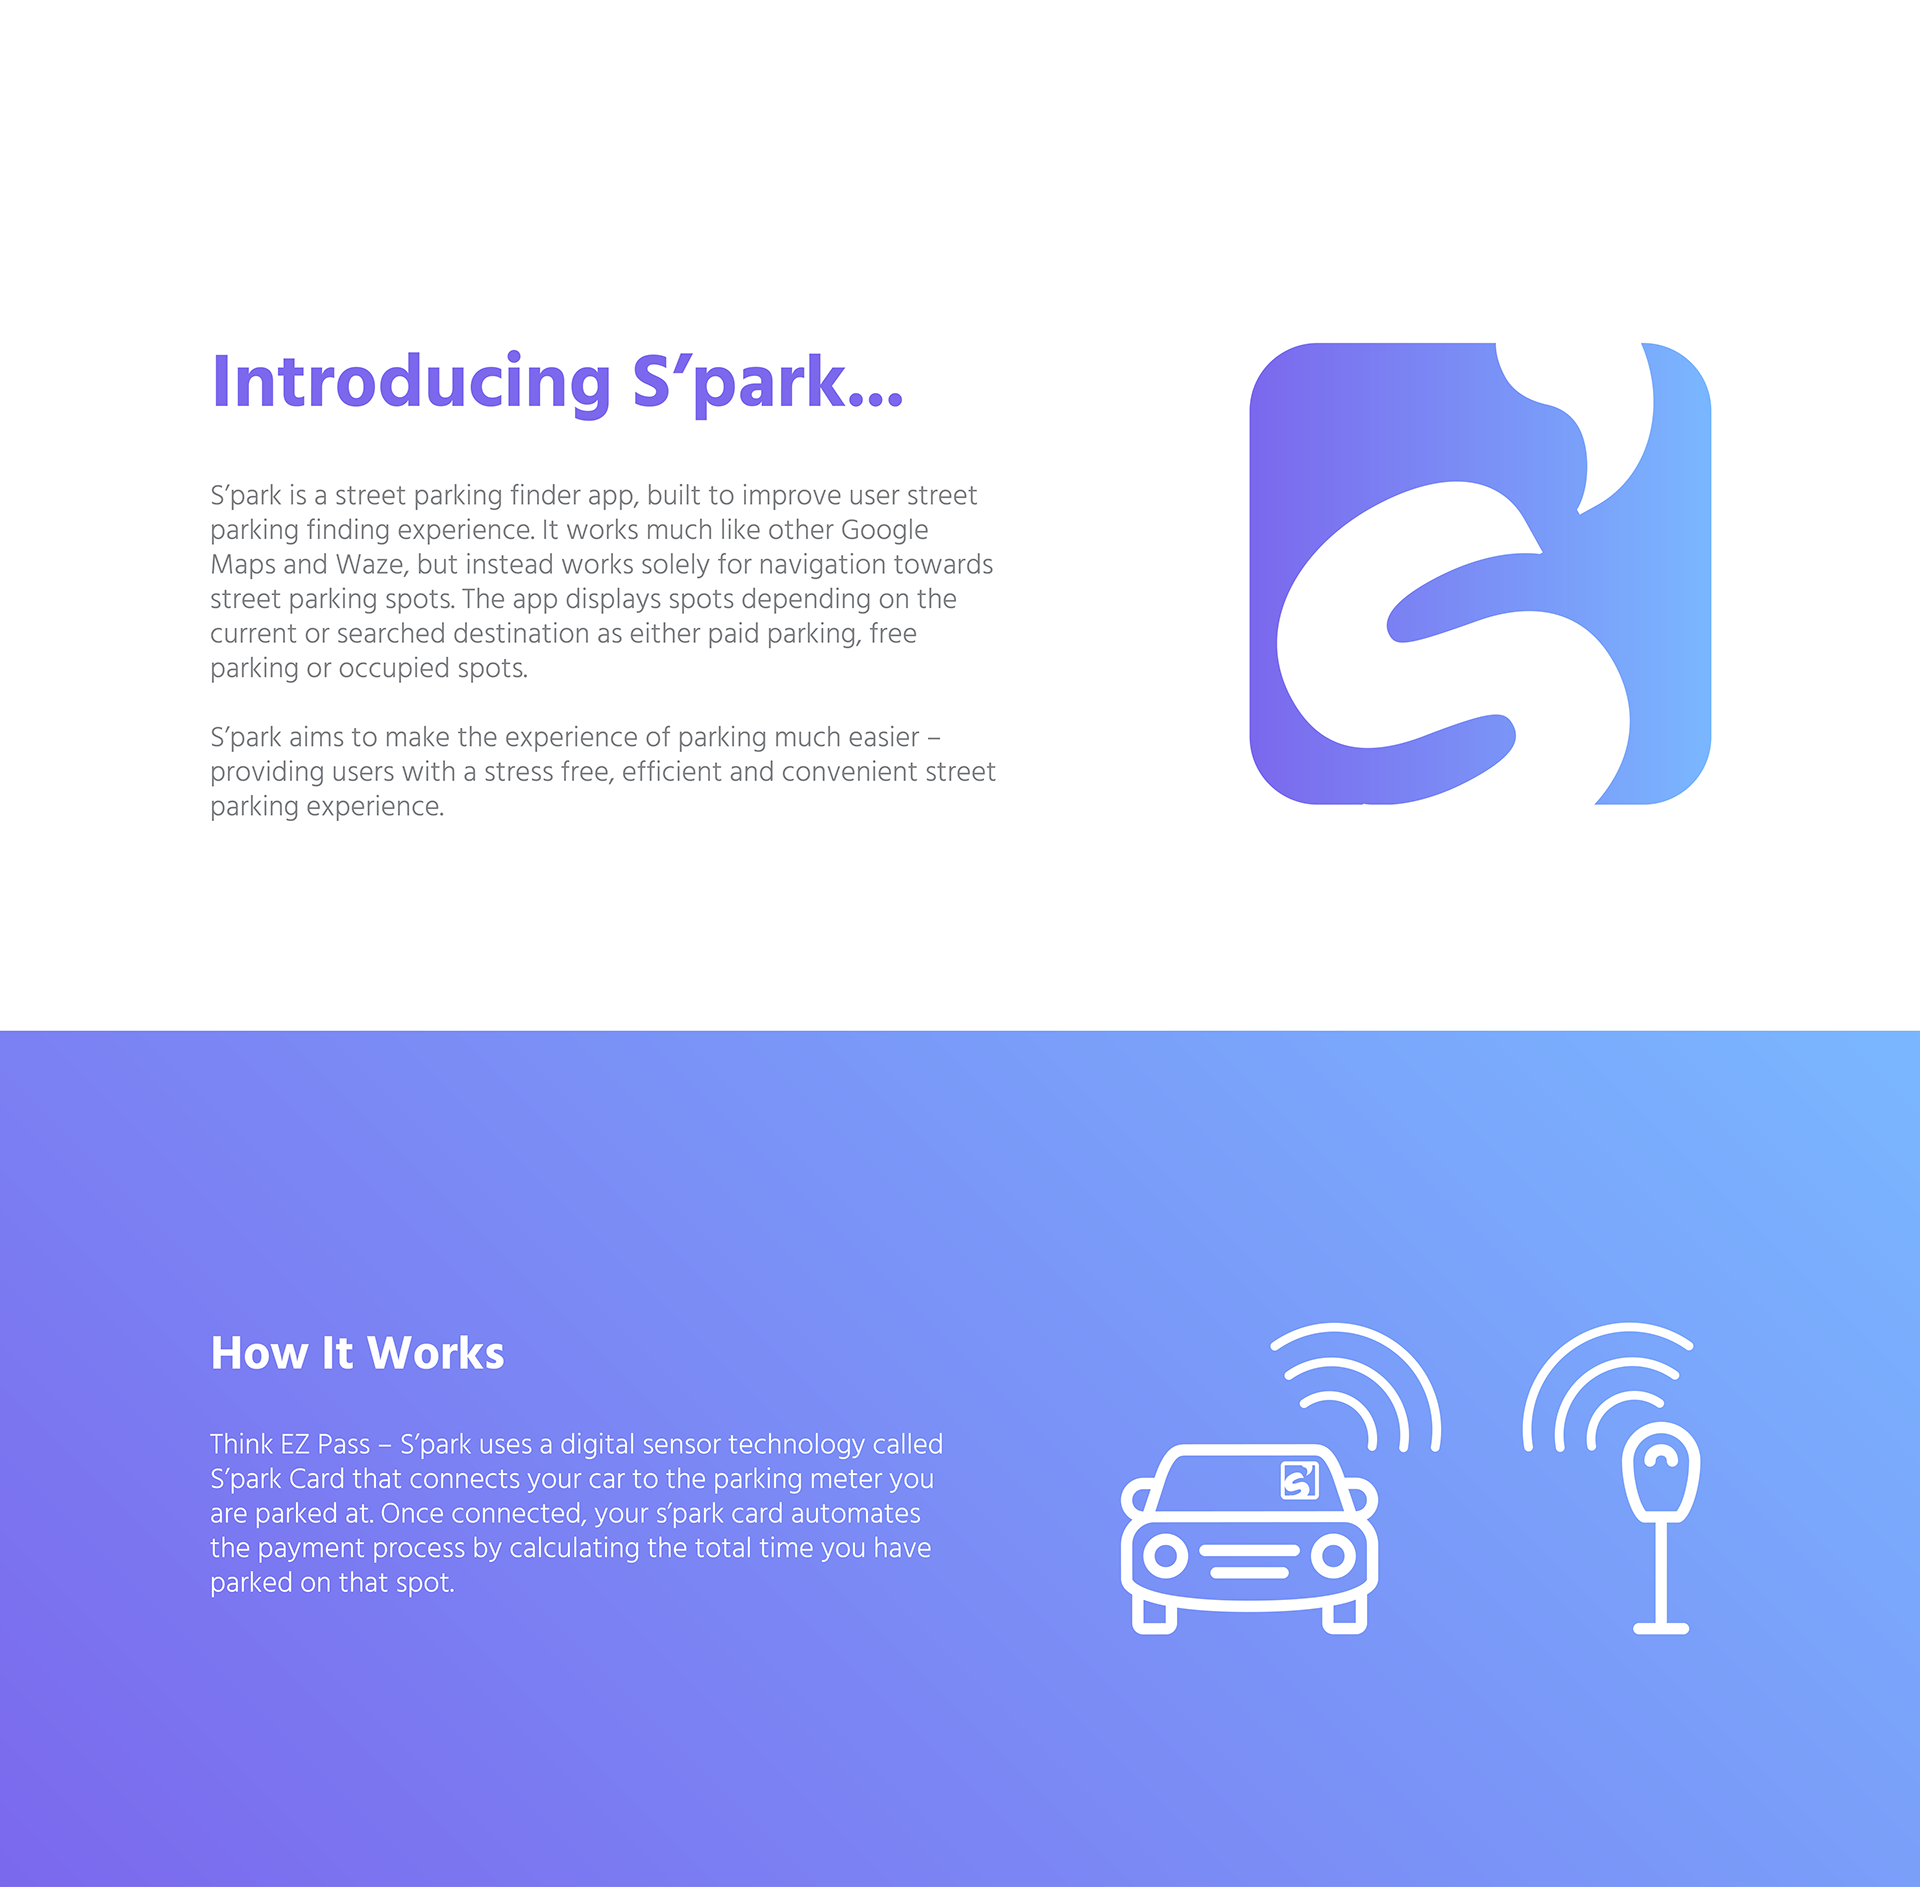 Introducing S’park...
S’park is a street parking finder app, built to improve user street
parking finding experience. It works much like other Google
Maps and Waze, but instead works solely for navigation towards
street parking spots. The app displays spots depending on the
current or searched destination as either paid parking, free
parking or occupied spots.
S’park aims to make the experience of parking much easier –
providing users with a stress free, efficient and convenient street
parking experience.
S’
How It Works
Think EZ Pass – S’park uses a digital sensor technology called
S’park Card that connects your car to the parking meter you
are parked at. Once connected, your s’park card automates
the payment process by calculating the total time you have
parked on that spot.
S’